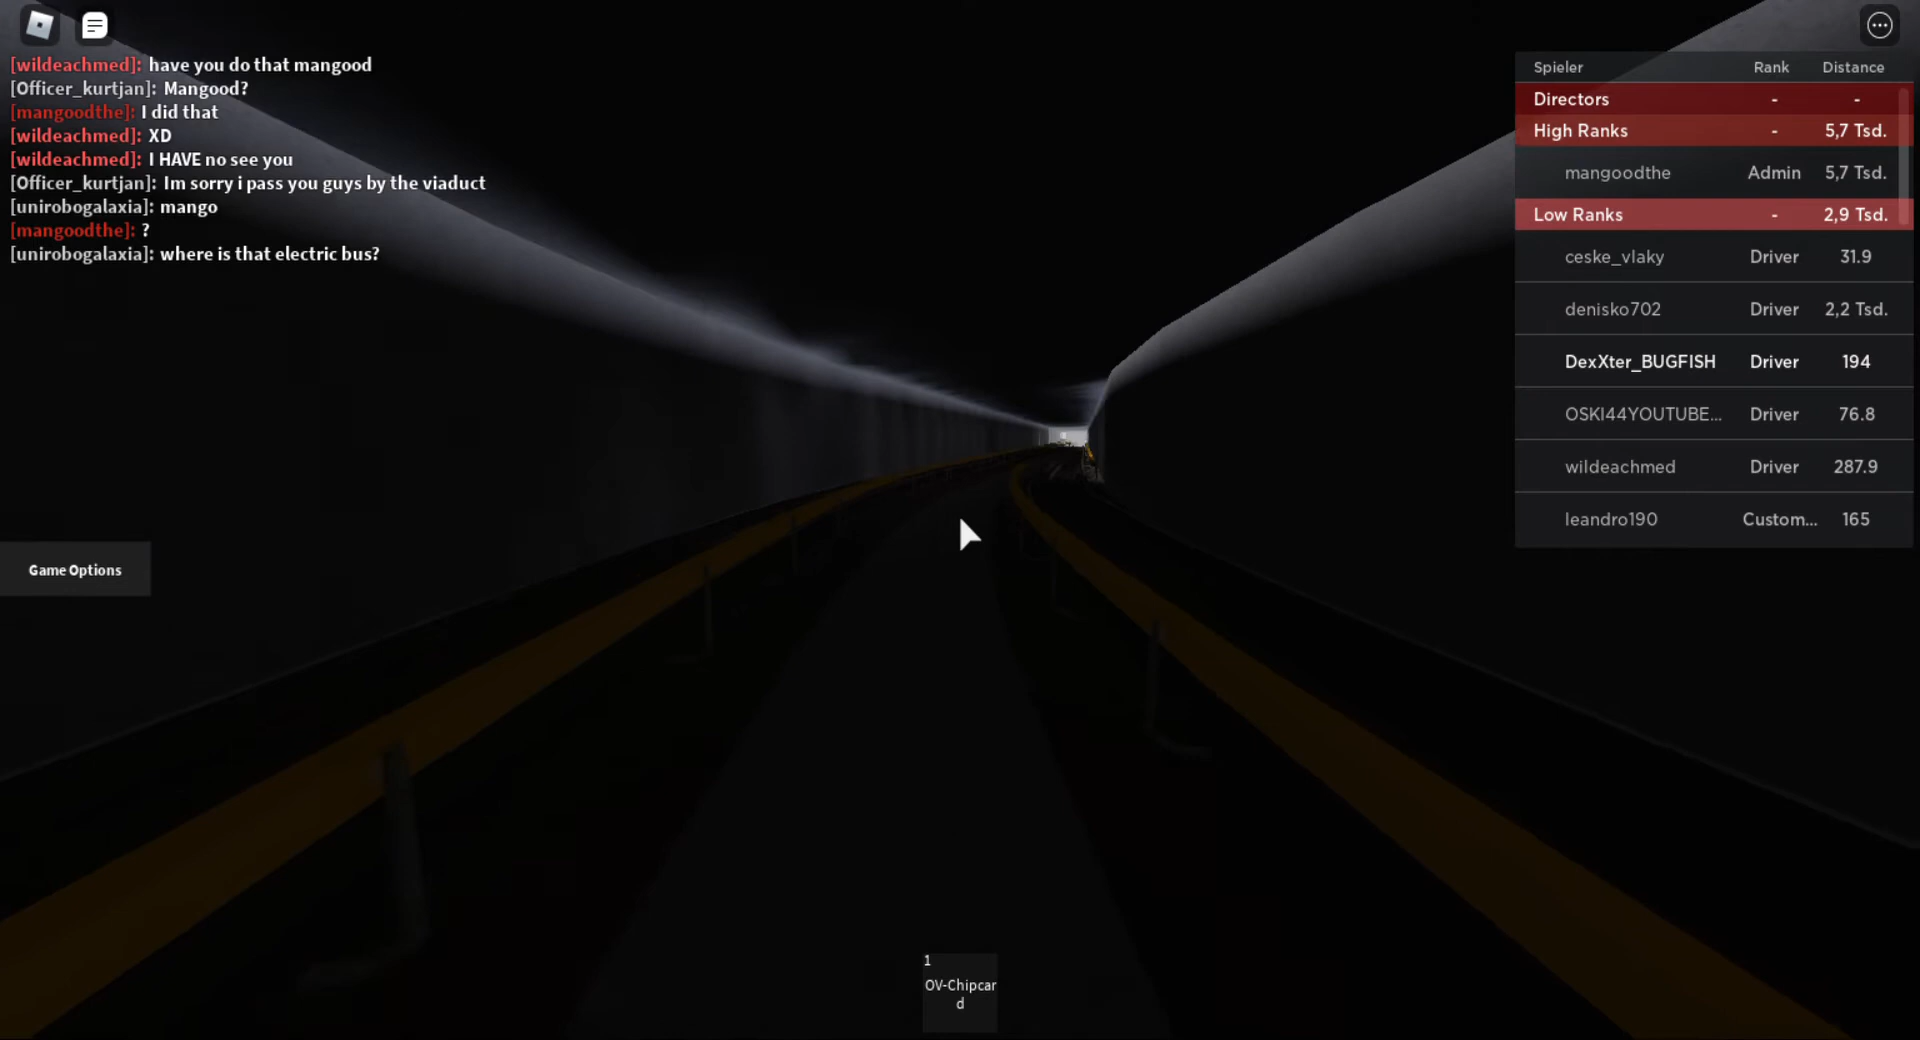 [wildeachmed]: have you do that mangood
[Officer_kurtjan]: Mangood?
[mangoodthe]: I did that
[wildeachmed]: XD
[wildeachmed]: I HAVE no see you
[Officer_kurtjan]: Im sorry i pass you guys by the viaduct
[unirobogalaxia]: mango
[mangoodthe]: ?
[unirobogalaxia]: where is that electric bus?
Spieler Rank Distance
Directors - -
High Ranks - 5,7 Tsd.
mangoodthe Admin 5,7 Tsd.
Low Ranks - 2,9 Tsd.
ceske_vlaky Driver 31.9
denisko702 Driver 2,2 Tsd.
DexXter_BUGFISH Driver 194
OSKI44YOUTUBE... Driver 76.8
wildeachmed Driver 287.9
leandro190 Custom... 165
Game Options
1
OV-Chipcar
d